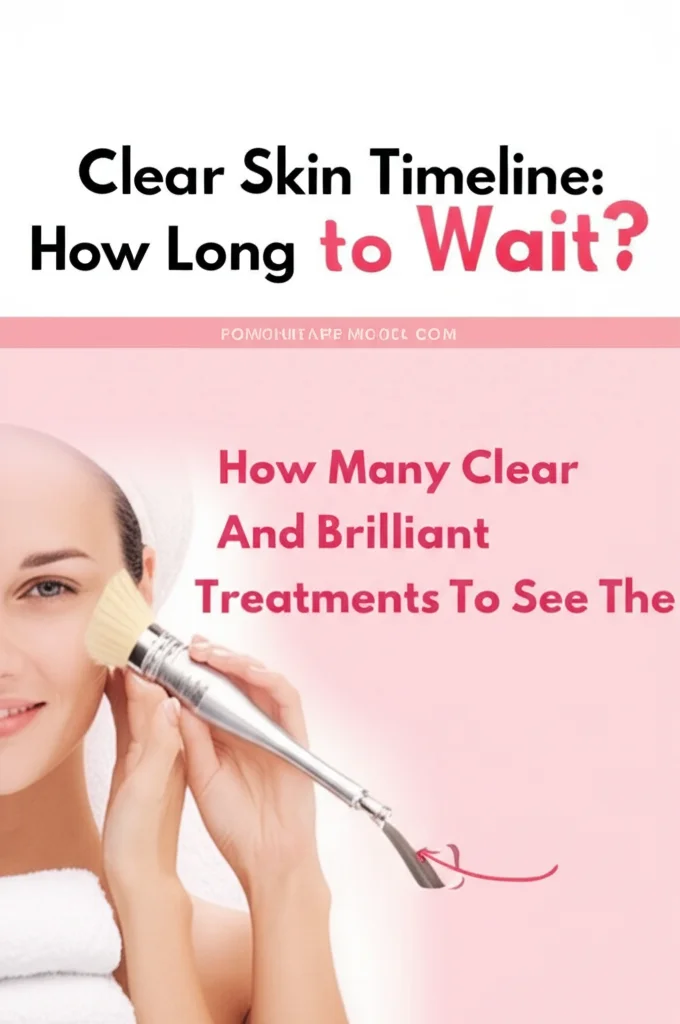 Clear Skin Timeline:
How Long to Wait?
How Many Clear
And Brilliant
Treatments To See The